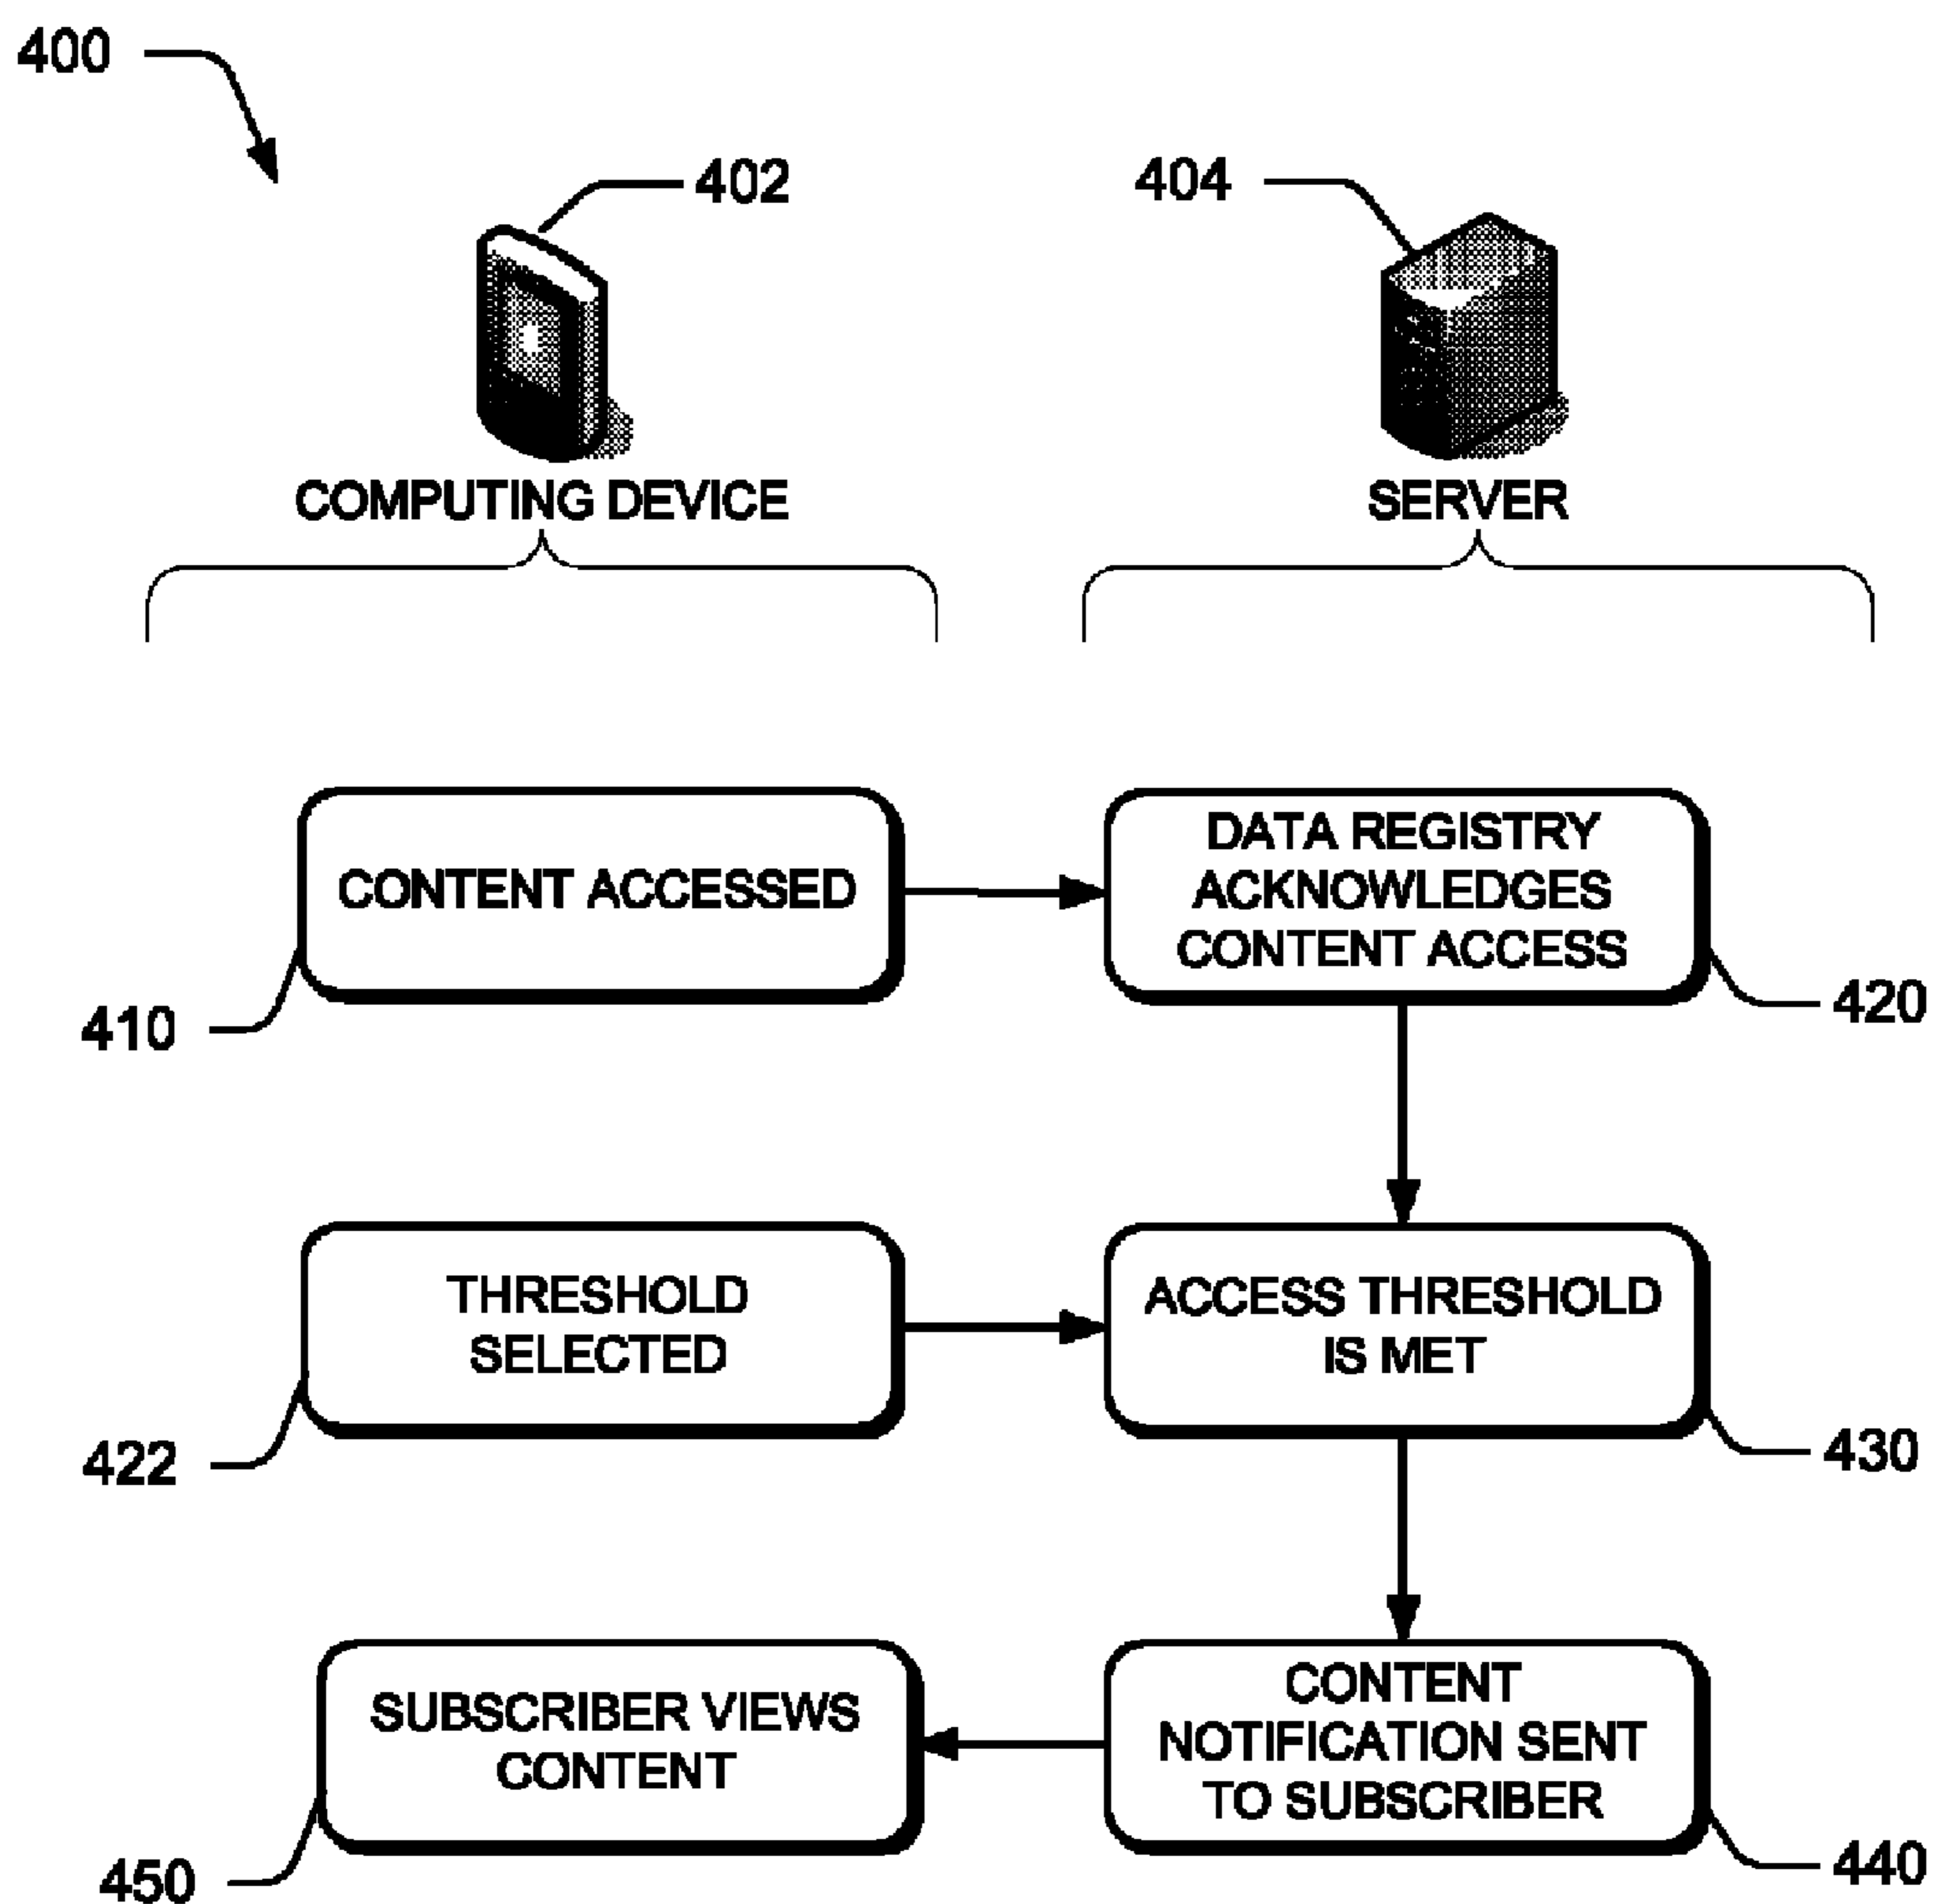 400
402
404
COMPUTING DEVICE
SERVER
CONTENT ACCESSED
410
DATA REGISTRY
ACKNOWLEDGES
CONTENT ACCESS
420
THRESHOLD
SELECTED
422
ACCESS THRESHOLD
IS MET
430
SUBSCRIBER VIEWS
CONTENT
450
CONTENT
NOTIFICATION SENT
TO SUBSCRIBER
440